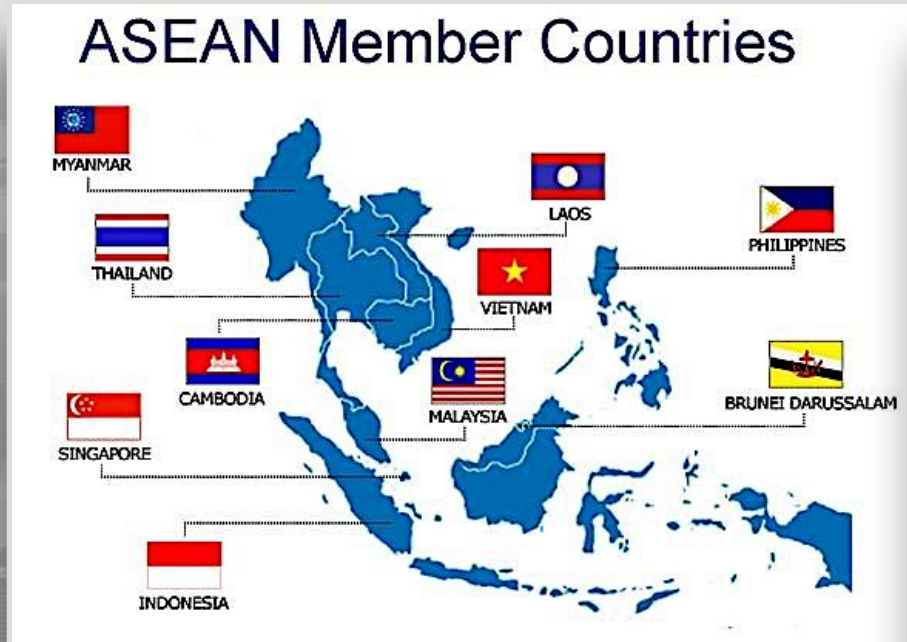 ASEAN Member Countries
MYANMAR
LAOS
PHILIPPINES
THAILAND
VIETNAM
CAMBODIA
MALAYSIA
BRUNEI DARUSSALAM
SINGAPORE
INDONESIA